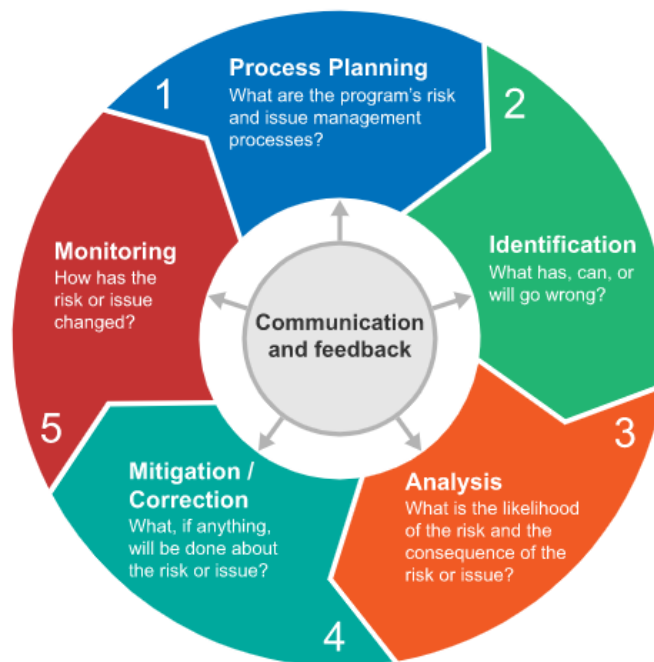 1
Process Planning
What are the program's risk
and issue management
processes?
2
Identification
What has, can, or
will go wrong?
3
Analysis
What is the likelihood
of the risk and the
consequence of the
risk or issue?
4
Mitigation /
Correction
What, if anything,
will be done about
the risk or issue?
5
Monitoring
How has the
risk or issue
changed?
Communication
and feedback